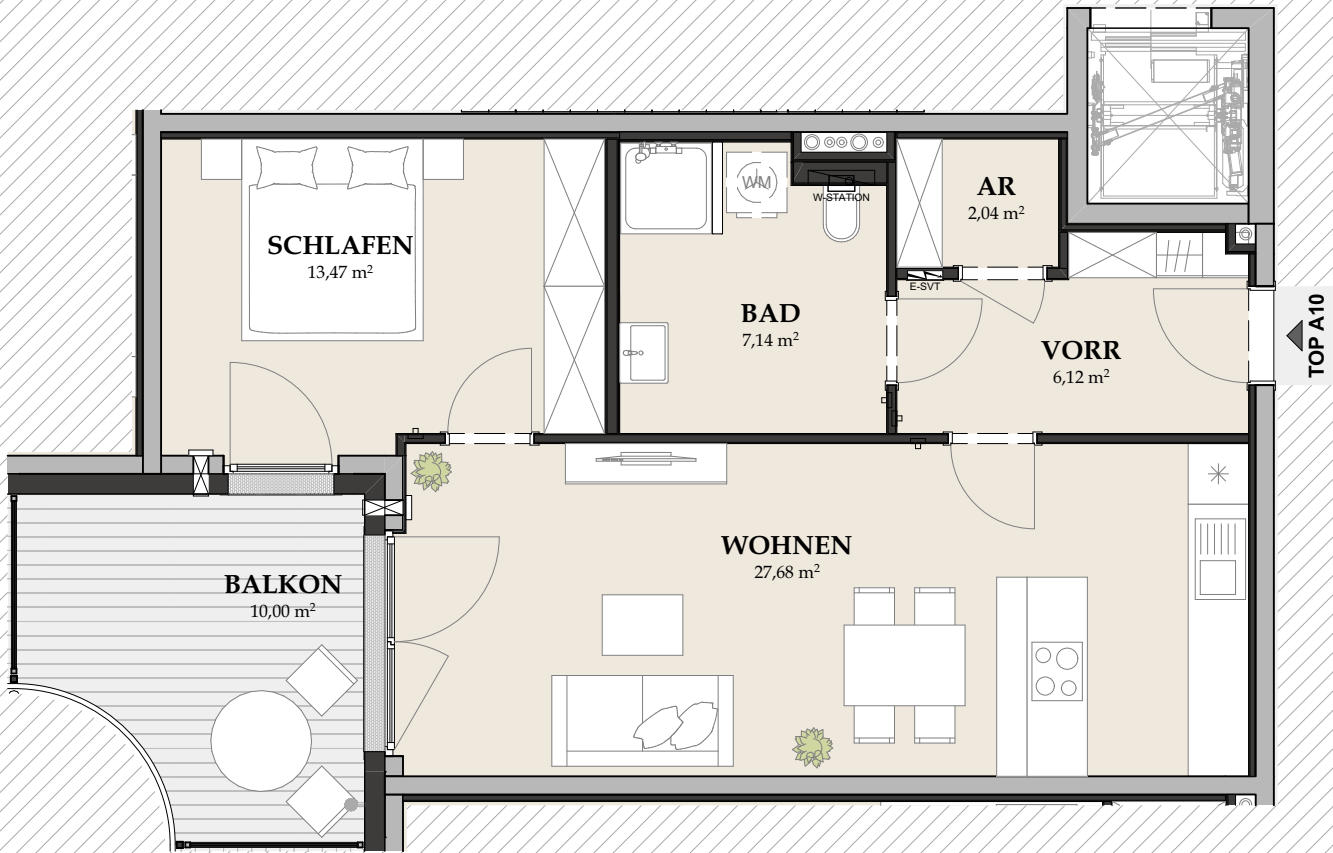 AR
2,04 m²
WM
W-STATION
SCHLAFEN
13,47 m²
E-SVT
BAD
7,14 m²
VORR
6,12 m²
TOP A10
WOHNEN
27,68 m²
BALKON
10,00 m²